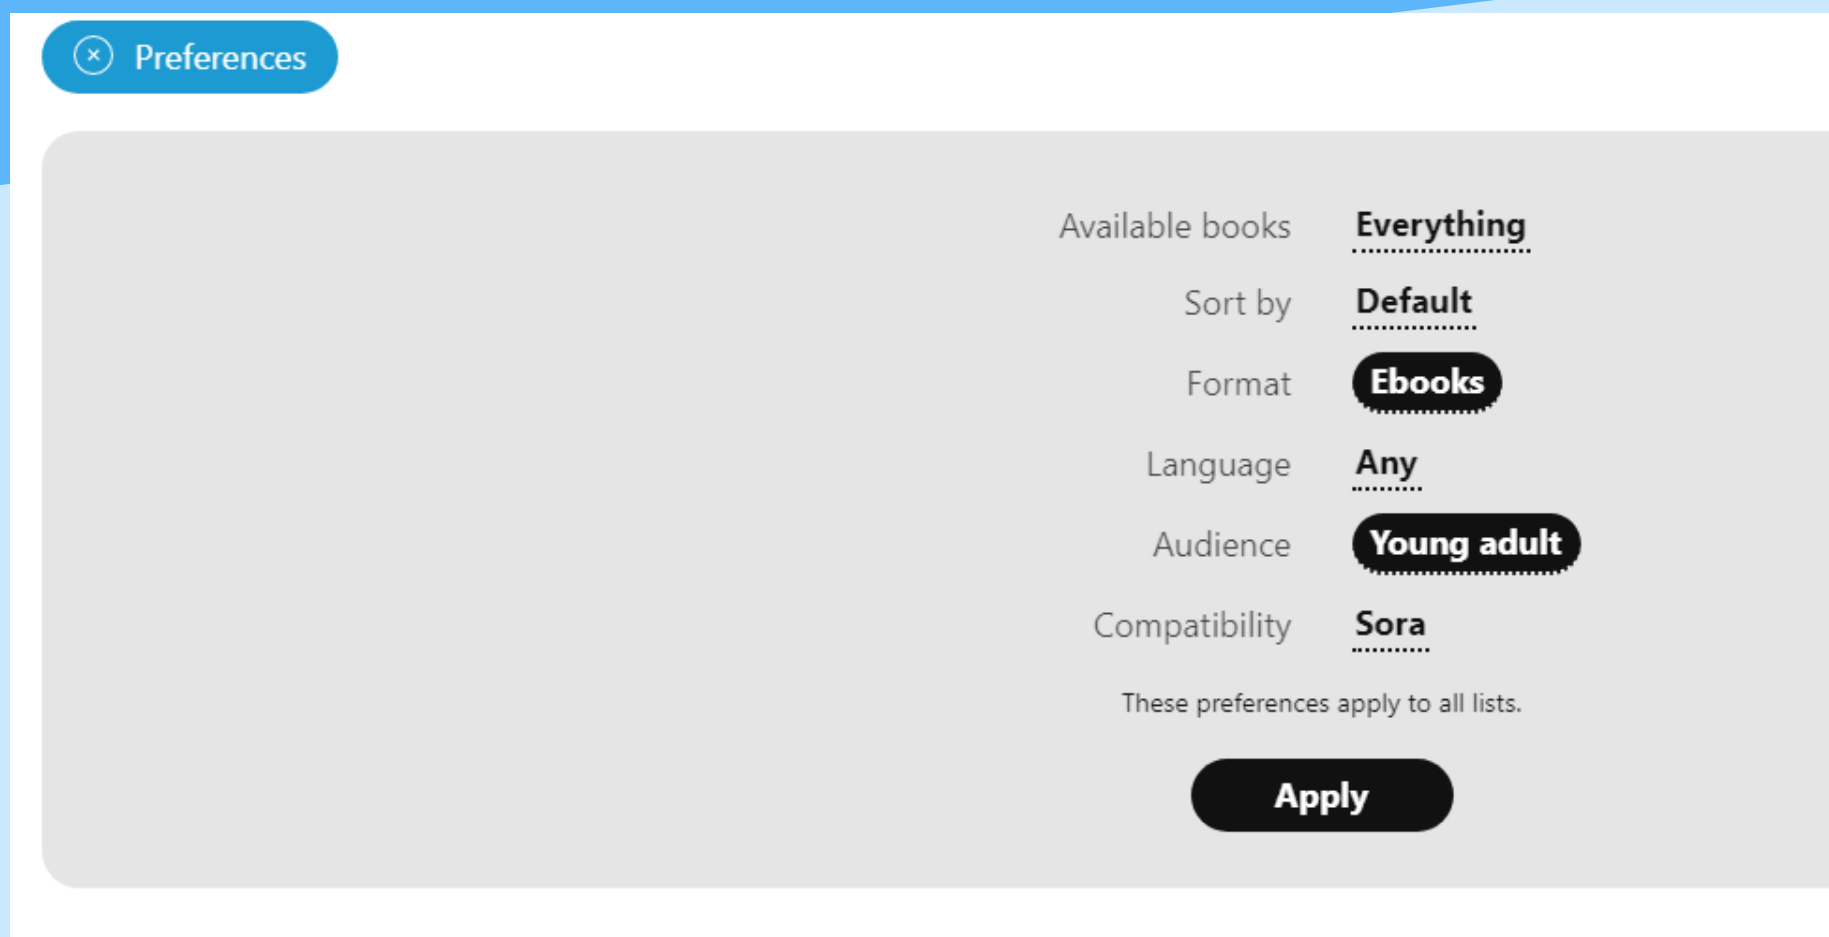 Preferences
Available books Everything
Sort by Default
Format Ebooks
Language Any
Audience Young adult
Compatibility Sora
These preferences apply to all lists.
Apply